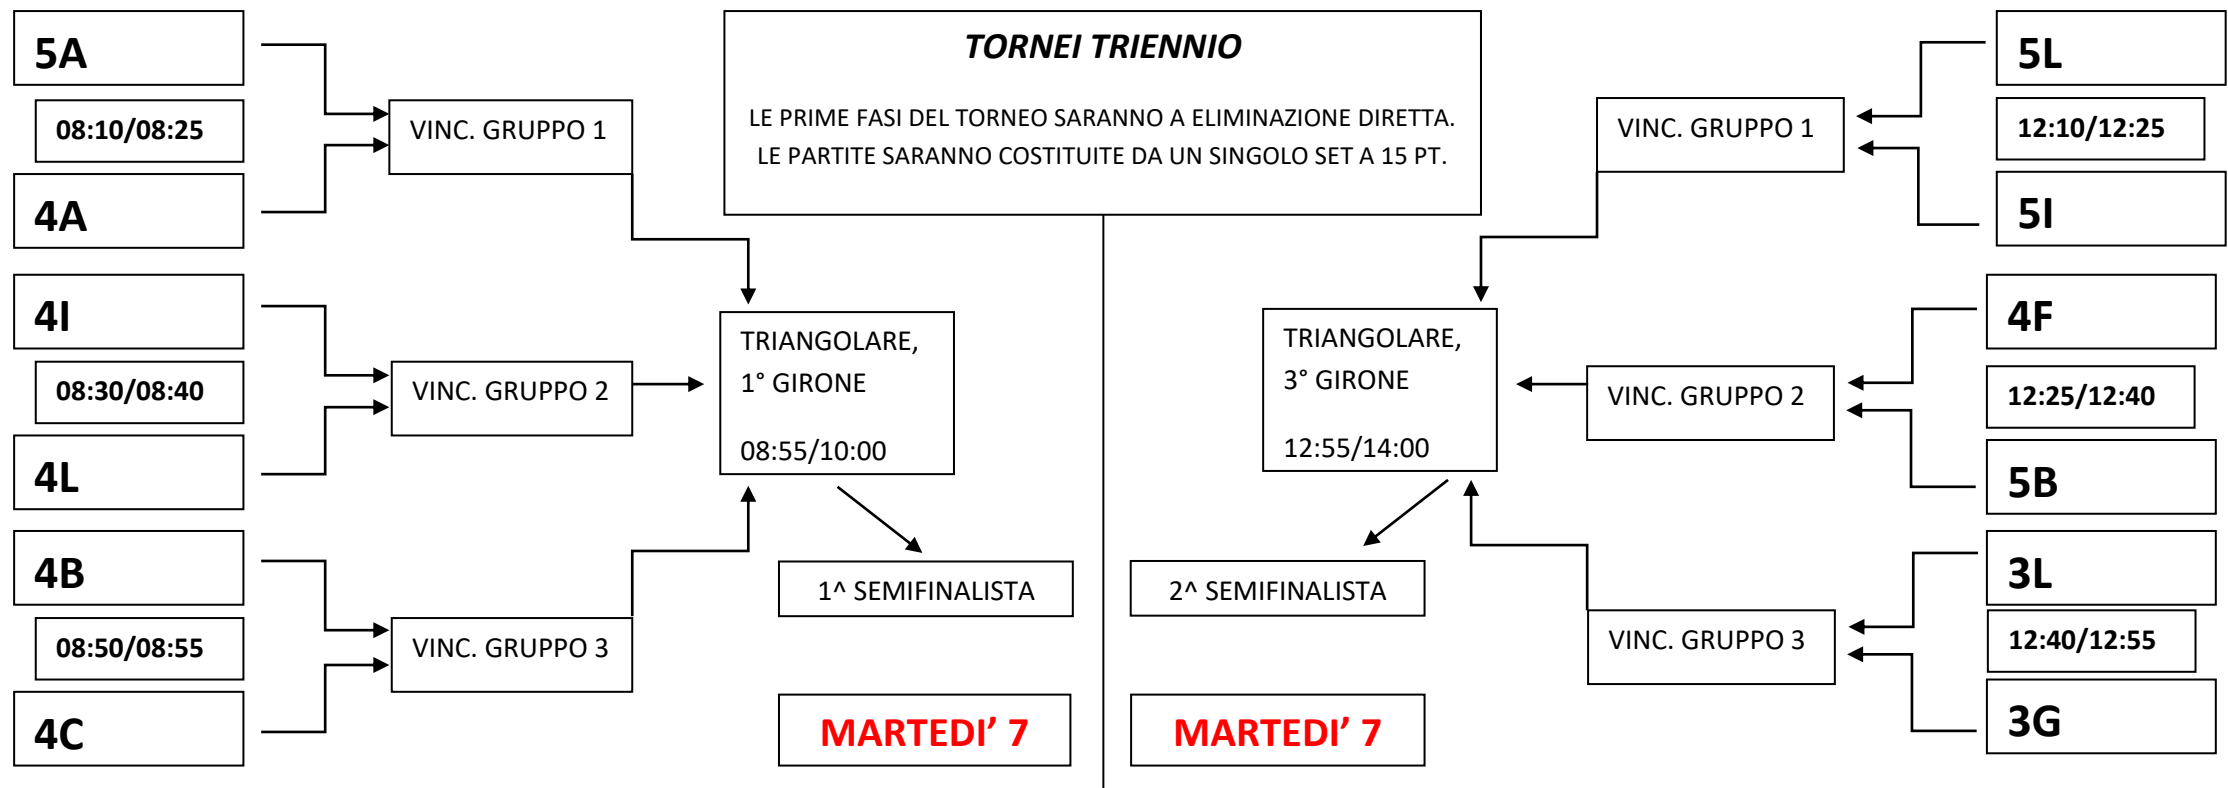 TORNEI TRIENNIO
LE PRIME FASI DEL TORNEO SARANNO A ELIMINAZIONE DIRETTA.
LE PARTITE SARANNO COSTITUITE DA UN SINGOLO SET A 15 PT.
5A
08:10/08:25
4A
VINC. GRUPPO 1
4I
08:30/08:40
4L
VINC. GRUPPO 2
4B
08:50/08:55
4C
VINC. GRUPPO 3
TRIANGOLARE,
1° GIRONE
08:55/10:00
1^ SEMIFINALISTA
MARTEDI’ 7
5L
12:10/12:25
5I
VINC. GRUPPO 1
4F
12:25/12:40
5B
VINC. GRUPPO 2
3L
12:40/12:55
3G
VINC. GRUPPO 3
TRIANGOLARE,
3° GIRONE
12:55/14:00
2^ SEMIFINALISTA
MARTEDI’ 7